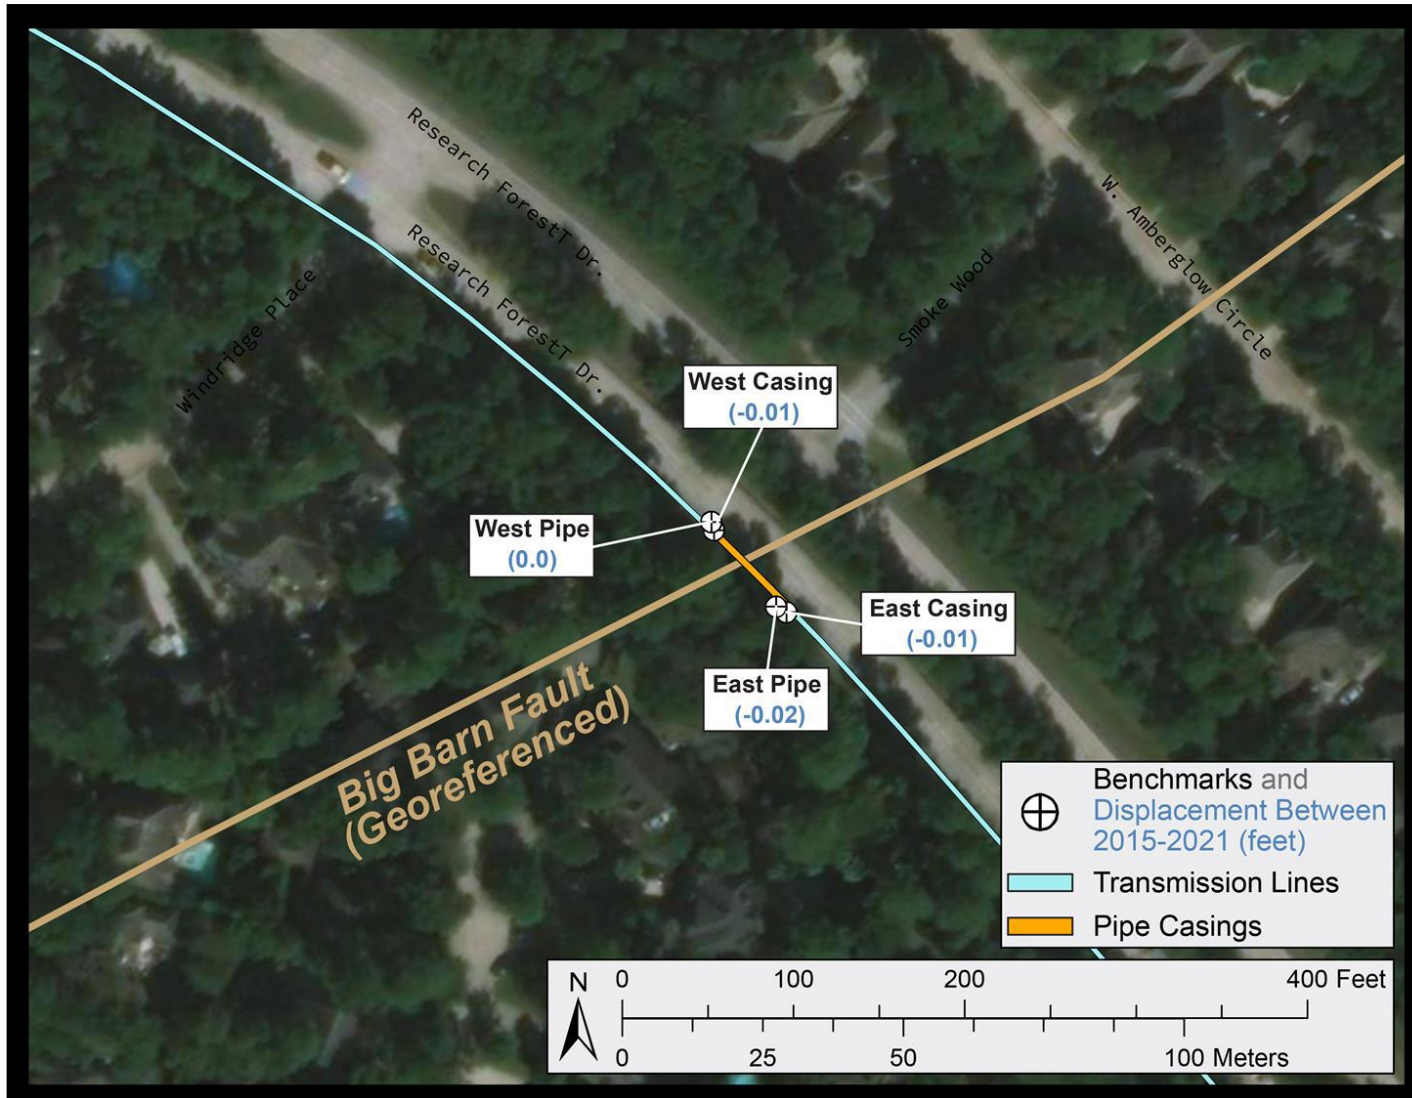 Research ForestT Dr.
Research ForestT Dr.
Windridge Place
Smoke Wood
W. Amberglow Circle
West Casing
(-0.01)
West Pipe
(0.0)
East Casing
(-0.01)
East Pipe
(-0.02)
Big Barn Fault
(Georeferenced)
Benchmarks and
Displacement Between
2015-2021 (feet)
Transmission Lines
Pipe Casings
N
0 100 200 400 Feet
0 25 50 100 Meters